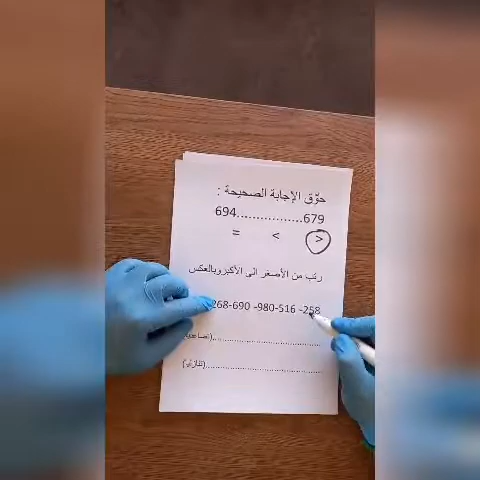 حوّق الإجابة الصحيحة :
679.................694
> < =
رتب من الأصغر الى الأكبر وبالعكس
258- 516-980- 690-268
(تصاعدي)...........................
(تنازلي)...........................